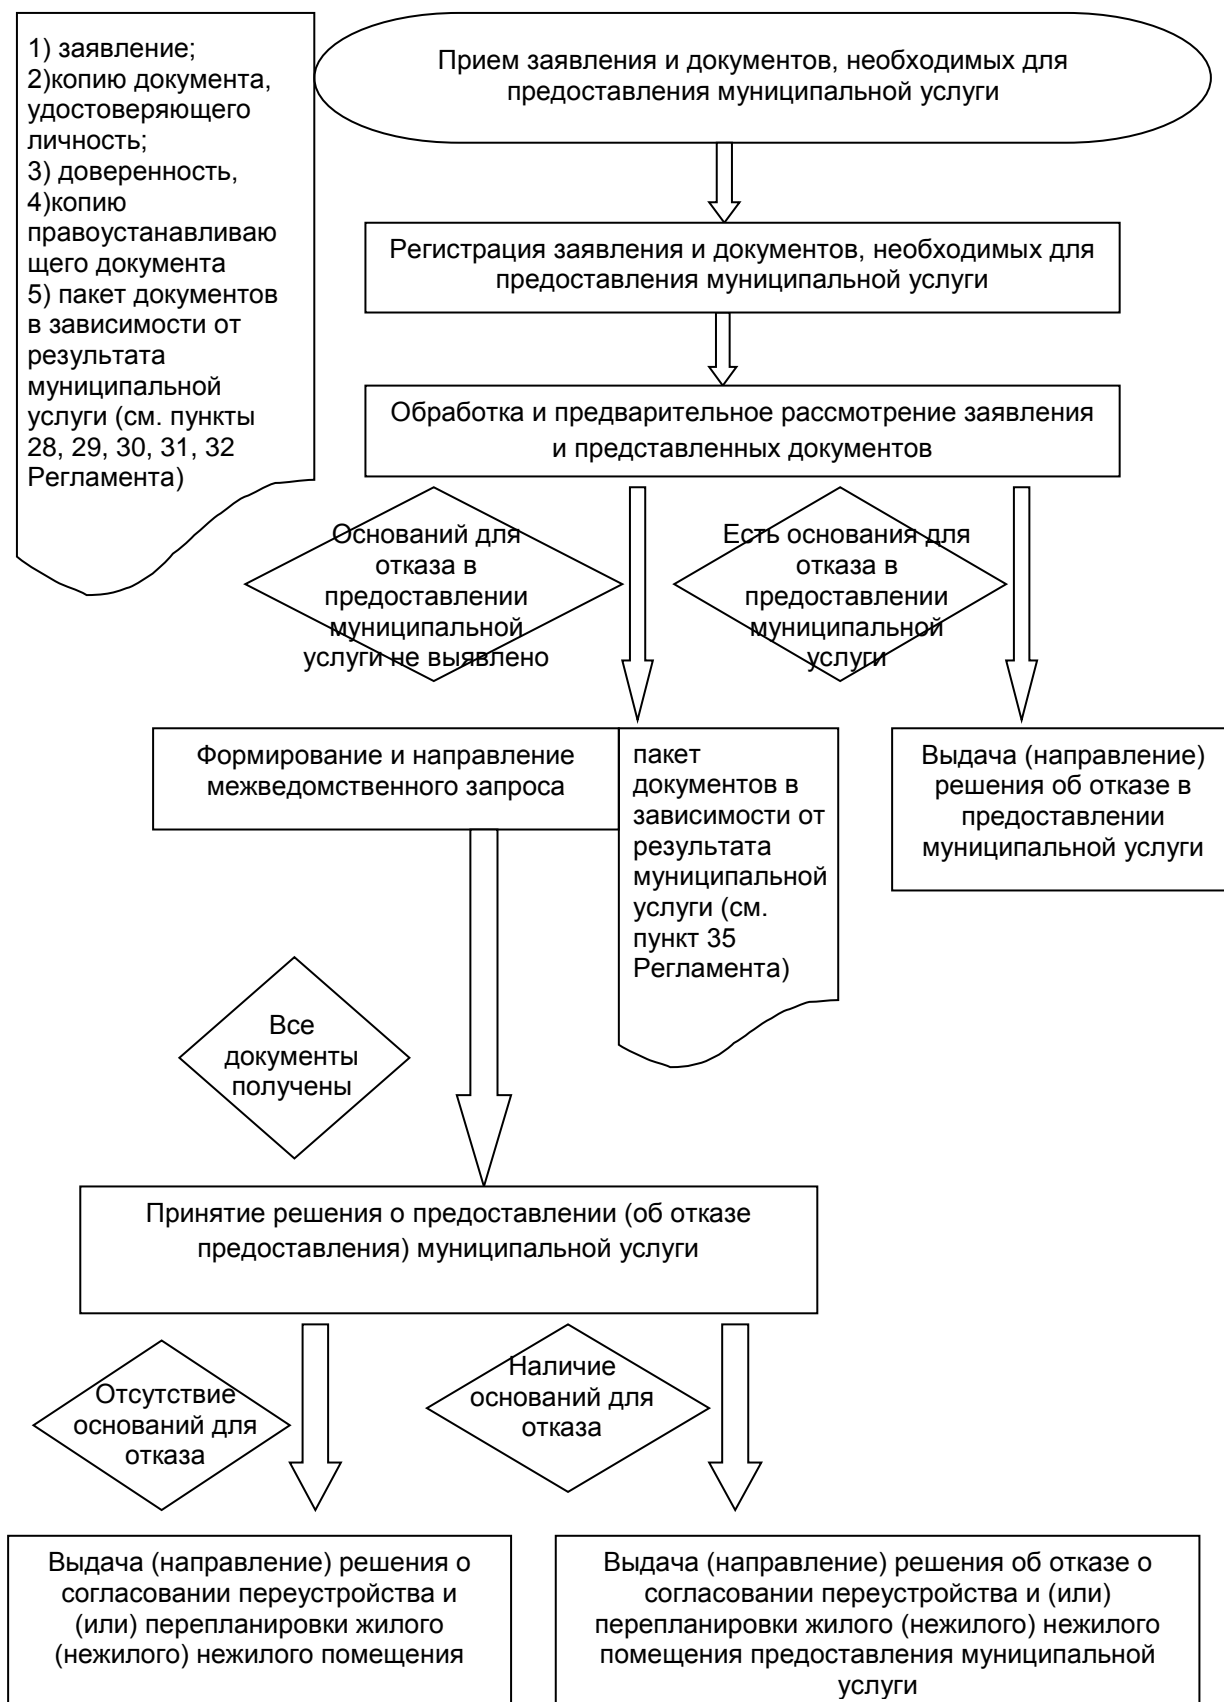 1) заявление;
2)копию документа,
удостоверяющего
личность;
3) доверенность,
4)копию
правоустанавливаю
щего документа
5) пакет документов
в зависимости от
результата
муниципальной
услуги (см. пункты
28, 29, 30, 31, 32
Регламента)
Прием заявления и документов, необходимых для
предоставления муниципальной услуги
Регистрация заявления и документов, необходимых для
предоставления муниципальной услуги
Обработка и предварительное рассмотрение заявления
и представленных документов
Оснований для
отказа в
предоставлении
муниципальной
услуги не выявлено
Есть основания для
отказа в
предоставлении
муниципальной
услуги
Формирование и направление
межведомственного запроса
пакет
документов в
зависимости от
результата
муниципальной
услуги (см.
пункт 35
Регламента)
Выдача (направление)
решения об отказе в
предоставлении
муниципальной услуги
Все
документы
получены
Принятие решения о предоставлении (об отказе
предоставления) муниципальной услуги
Отсутствие
оснований для
отказа
Наличие
оснований для
отказа
Выдача (направление) решения о
согласовании переустройства и
(или) перепланировки жилого
(нежилого) нежилого помещения
Выдача (направление) решения об отказе о
согласовании переустройства и (или)
перепланировки жилого (нежилого) нежилого
помещения предоставления муниципальной
услуги